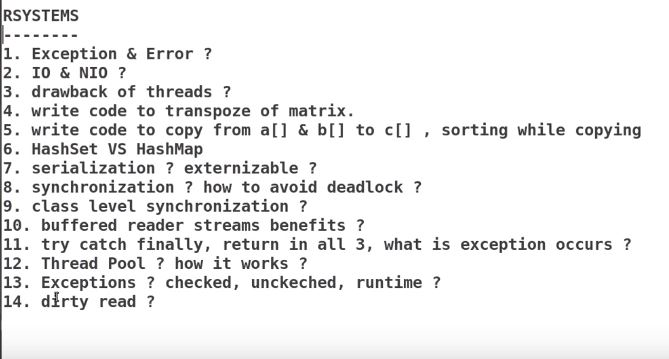 RSYSTEMS
--------
1. Exception & Error ?
2. IO & NIO ?
3. drawback of threads ?
4. write code to transpoze of matrix.
5. write code to copy from a[] & b[] to c[] , sorting while copying
6. HashSet VS HashMap
7. serialization ? externizable ?
8. synchronization ? how to avoid deadlock ?
9. class level synchronization ?
10. buffered reader streams benefits ?
11. try catch finally, return in all 3, what is exception occurs ?
12. Thread Pool ? how it works ?
13. Exceptions ? checked, unckeched, runtime ?
14. dirty read ?